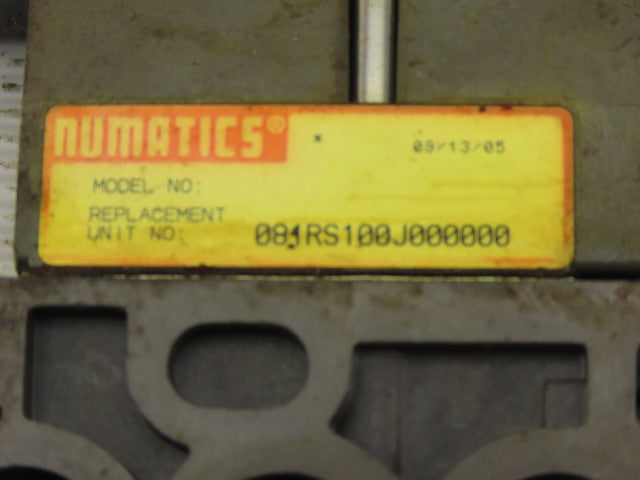 NUMATICS®
* 09/13/05
MODEL NO:
REPLACEMENT
UNIT NO: 081RS100J000000